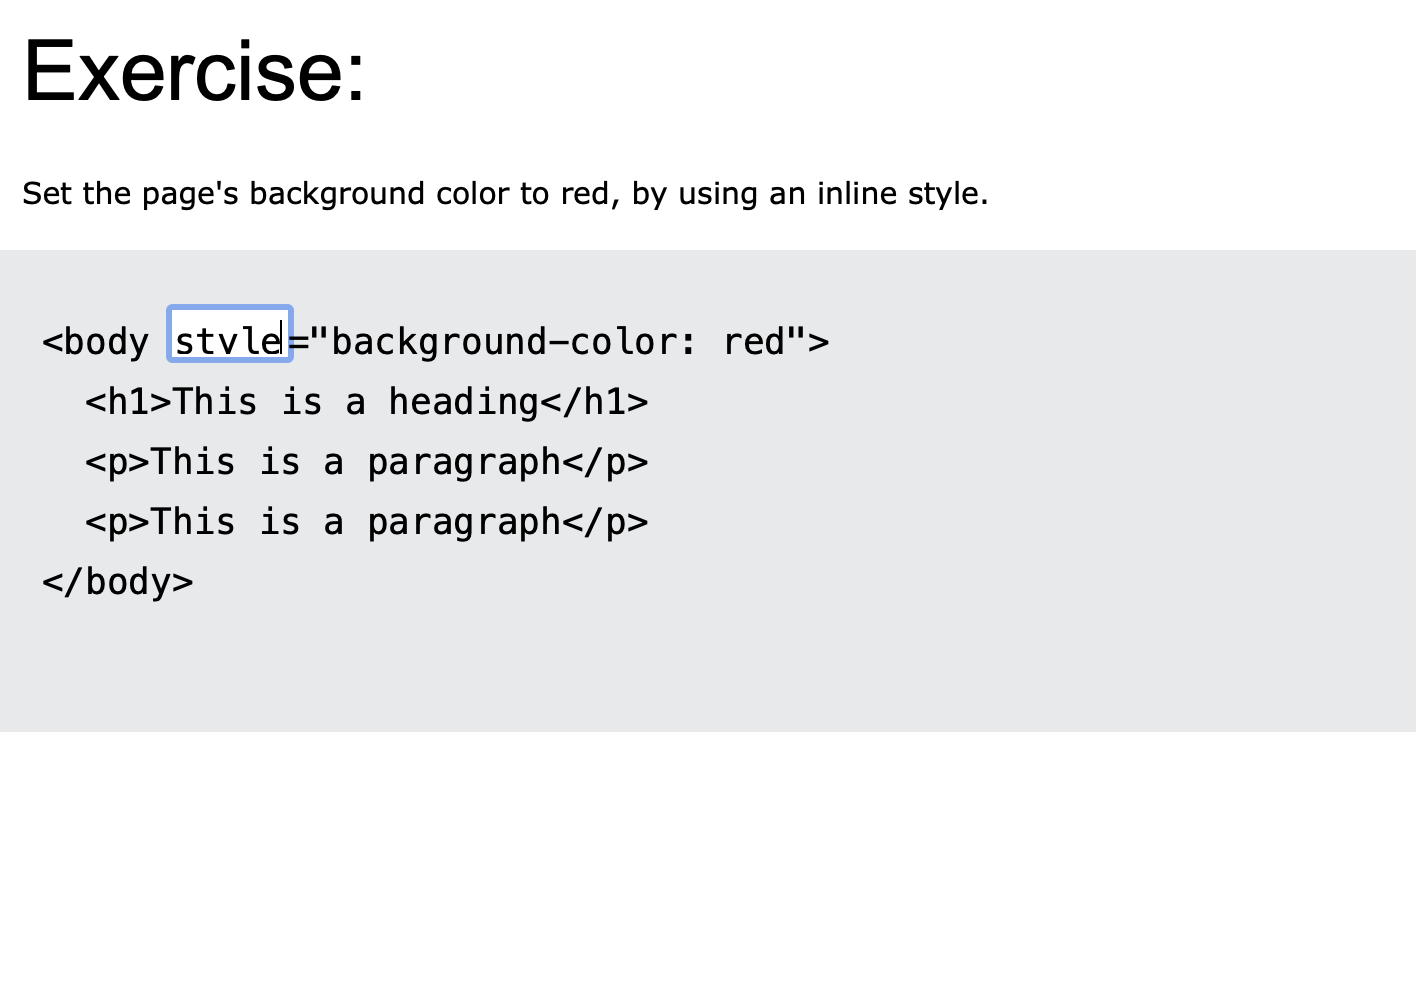 Exercise:
Set the page's background color to red, by using an inline style.
<body style="background-color: red">
<h1>This is a heading</h1>
<p>This is a paragraph</p>
<p>This is a paragraph</p>
</body>